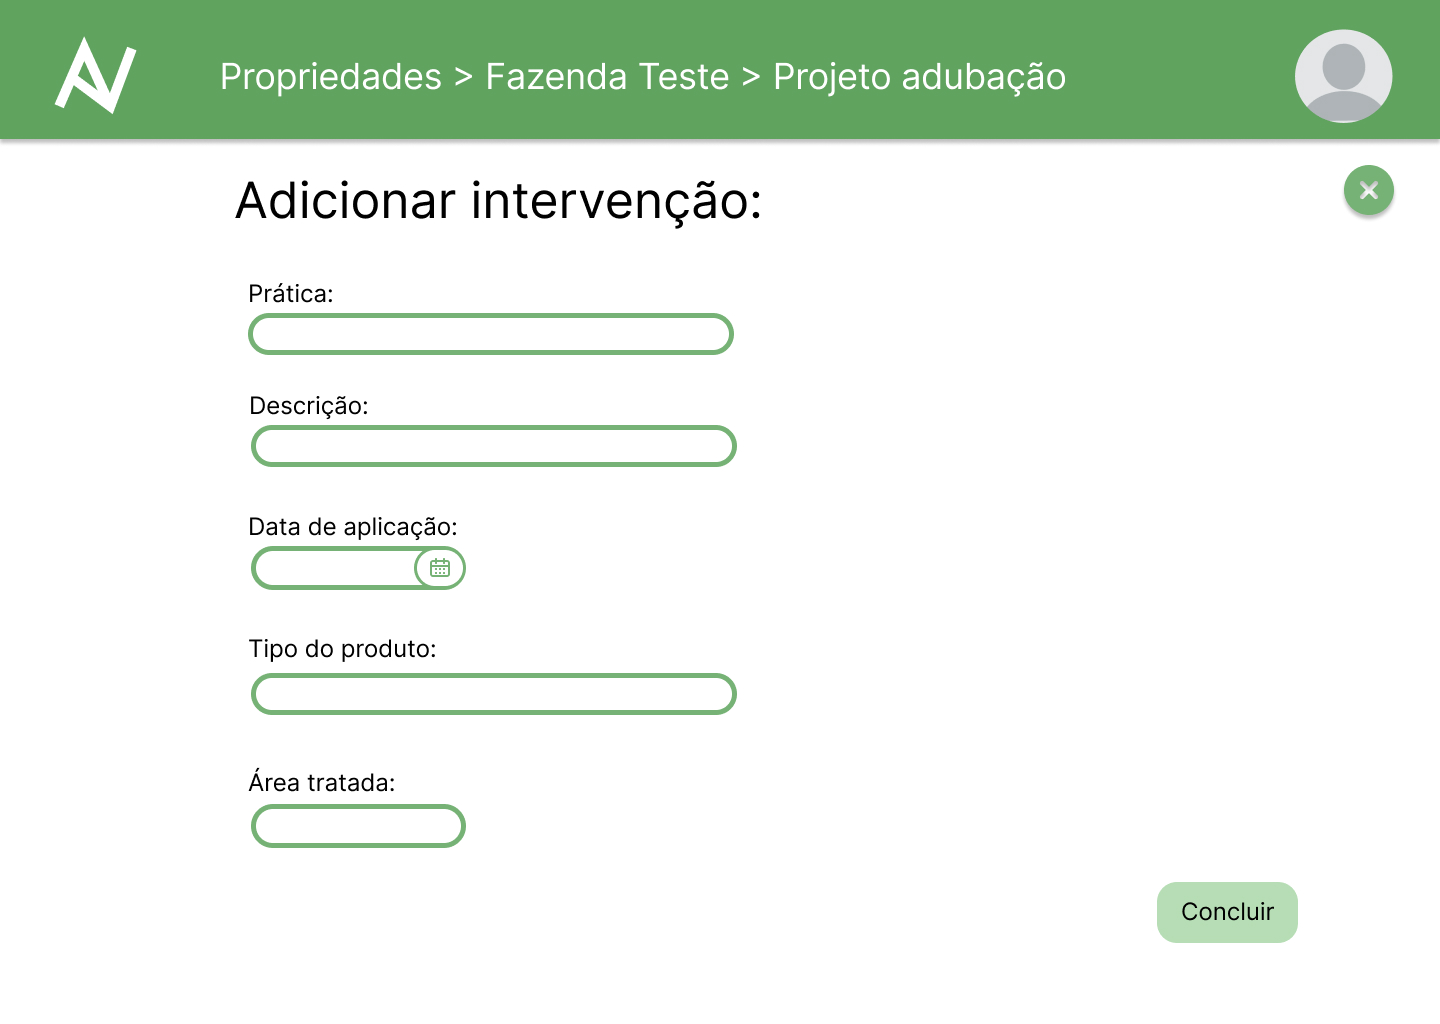 Propriedades > Fazenda Teste > Projeto adubação
Adicionar intervenção:
Prática:
Descrição:
Data de aplicação:
Tipo do produto:
Área tratada:
Concluir